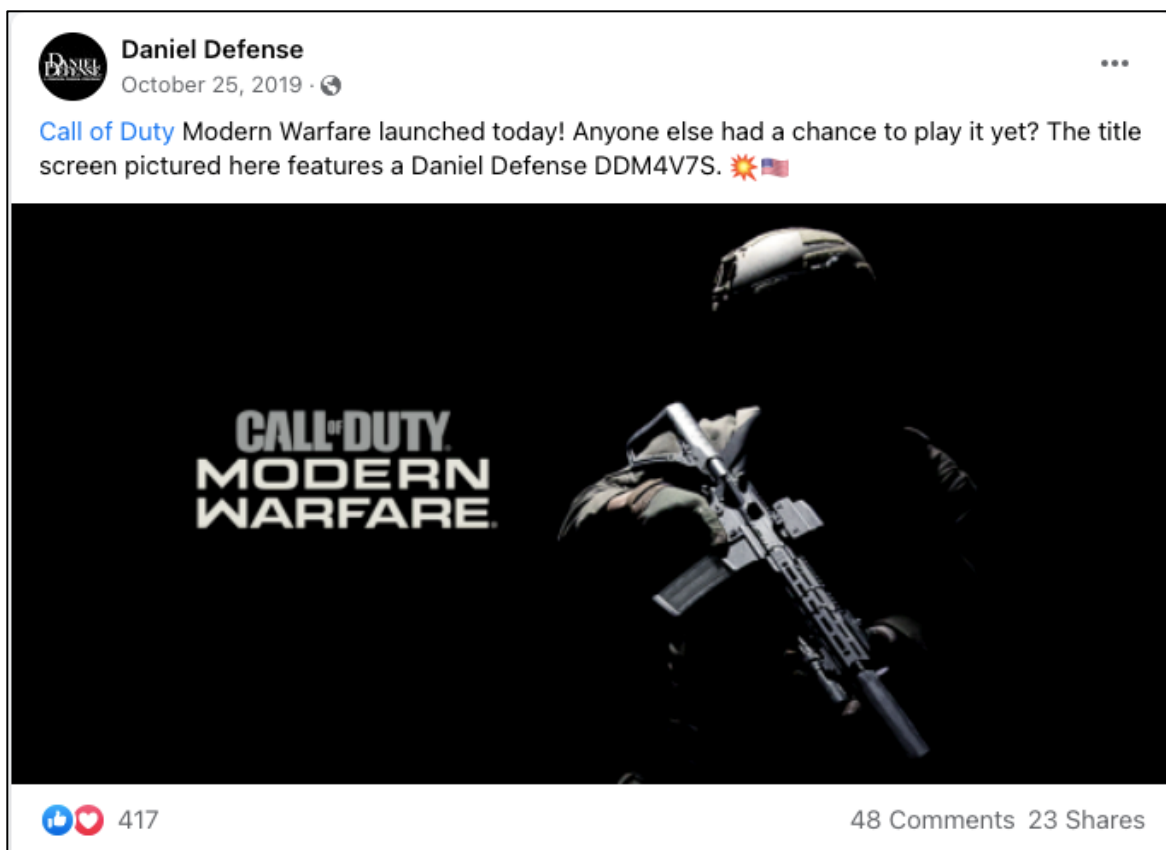 Daniel Defense
October 25, 2019
Call of Duty Modern Warfare launched today! Anyone else had a chance to play it yet? The title
screen pictured here features a Daniel Defense DDM4V7S. 💥🇺🇸
CALL OF DUTY
MODERN
WARFARE
417
48 Comments 23 Shares